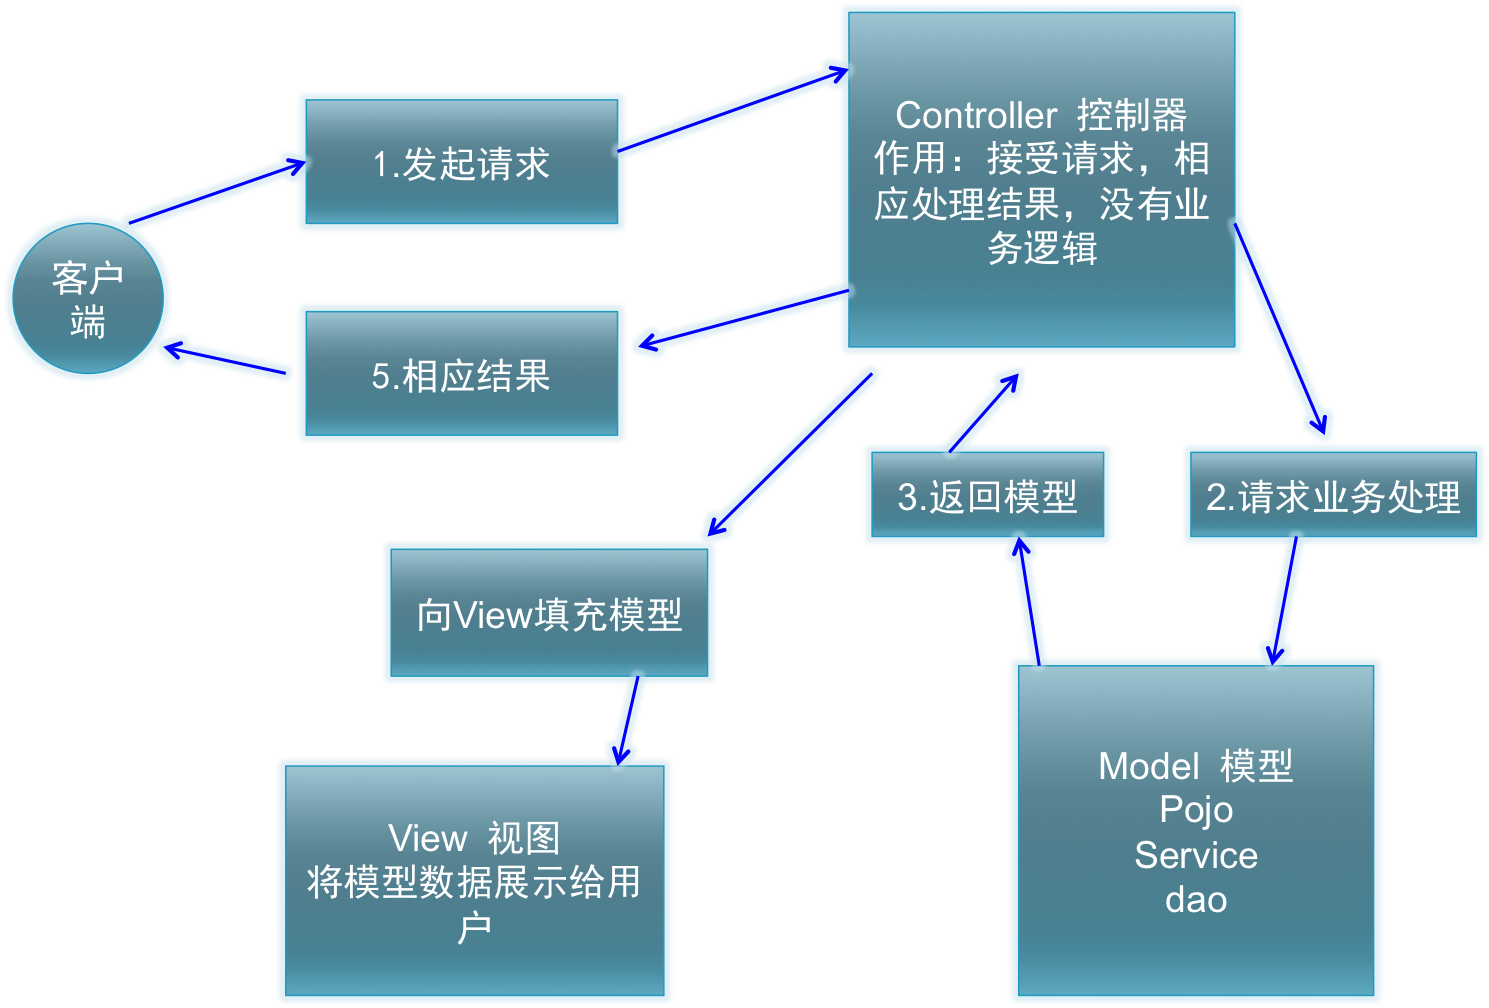 1.发起请求
Controller 控制器
作用：接受请求，相
应处理结果，没有业
务逻辑
客户
端
5.相应结果
3.返回模型
2.请求业务处理
向View填充模型
View 视图
将模型数据展示给用
户
Model 模型
Pojo
Service
dao